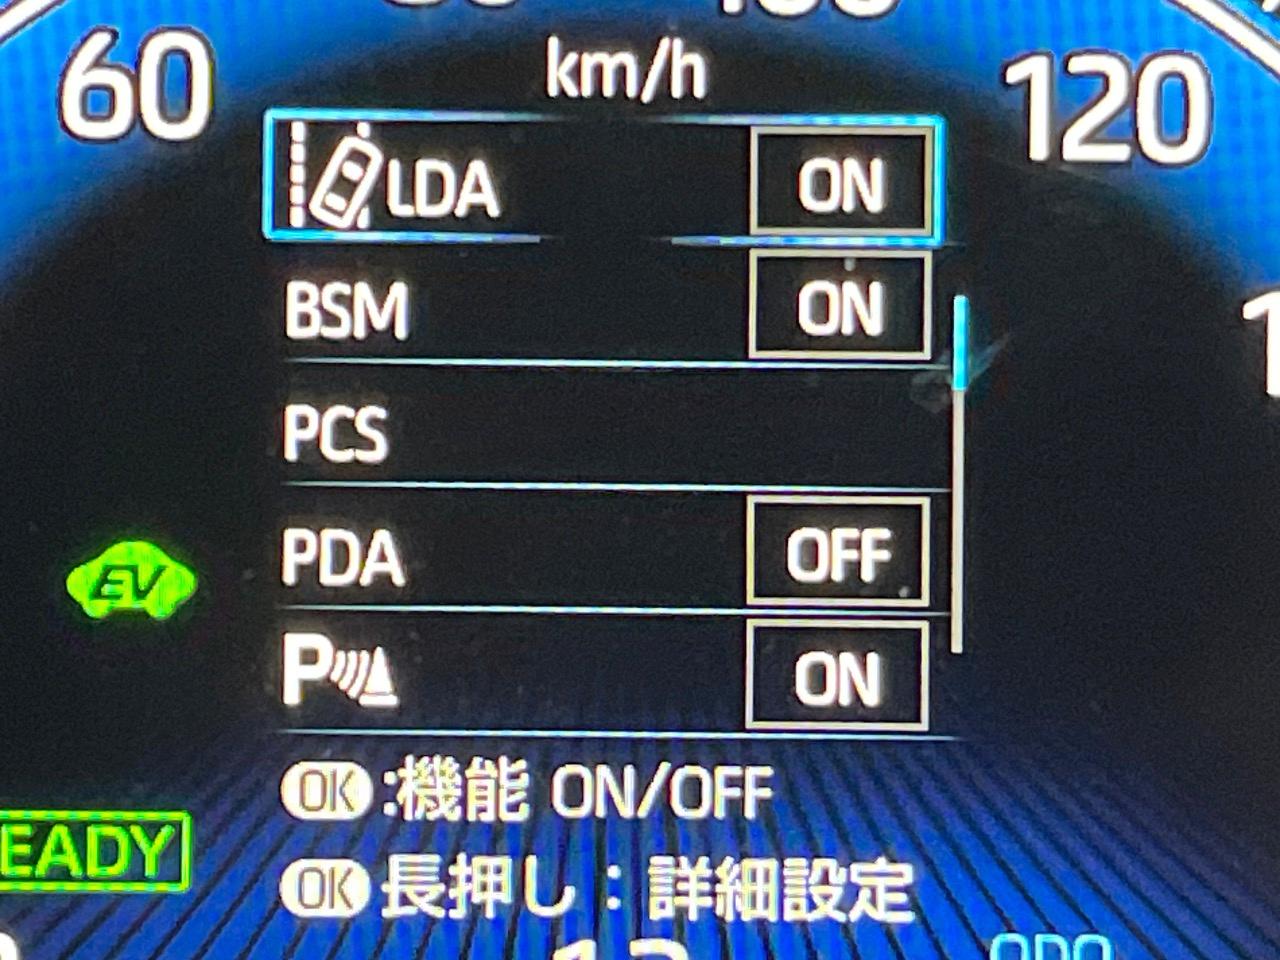 60
km/h
120
LDA ON
BSM ON
PCS
PDA OFF
EV
P ON
OK:機能 ON/OFF
EADY
OK 長押し：詳細設定